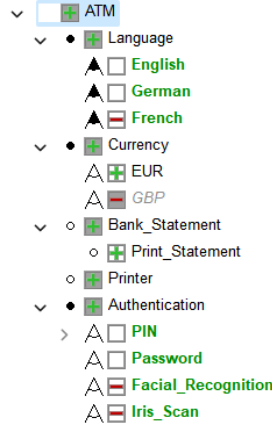 ATM
Language
English
German
French
Currency
EUR
GBP
Bank_Statement
Print_Statement
Printer
Authentication
PIN
Password
Facial_Recognition
Iris_Scan